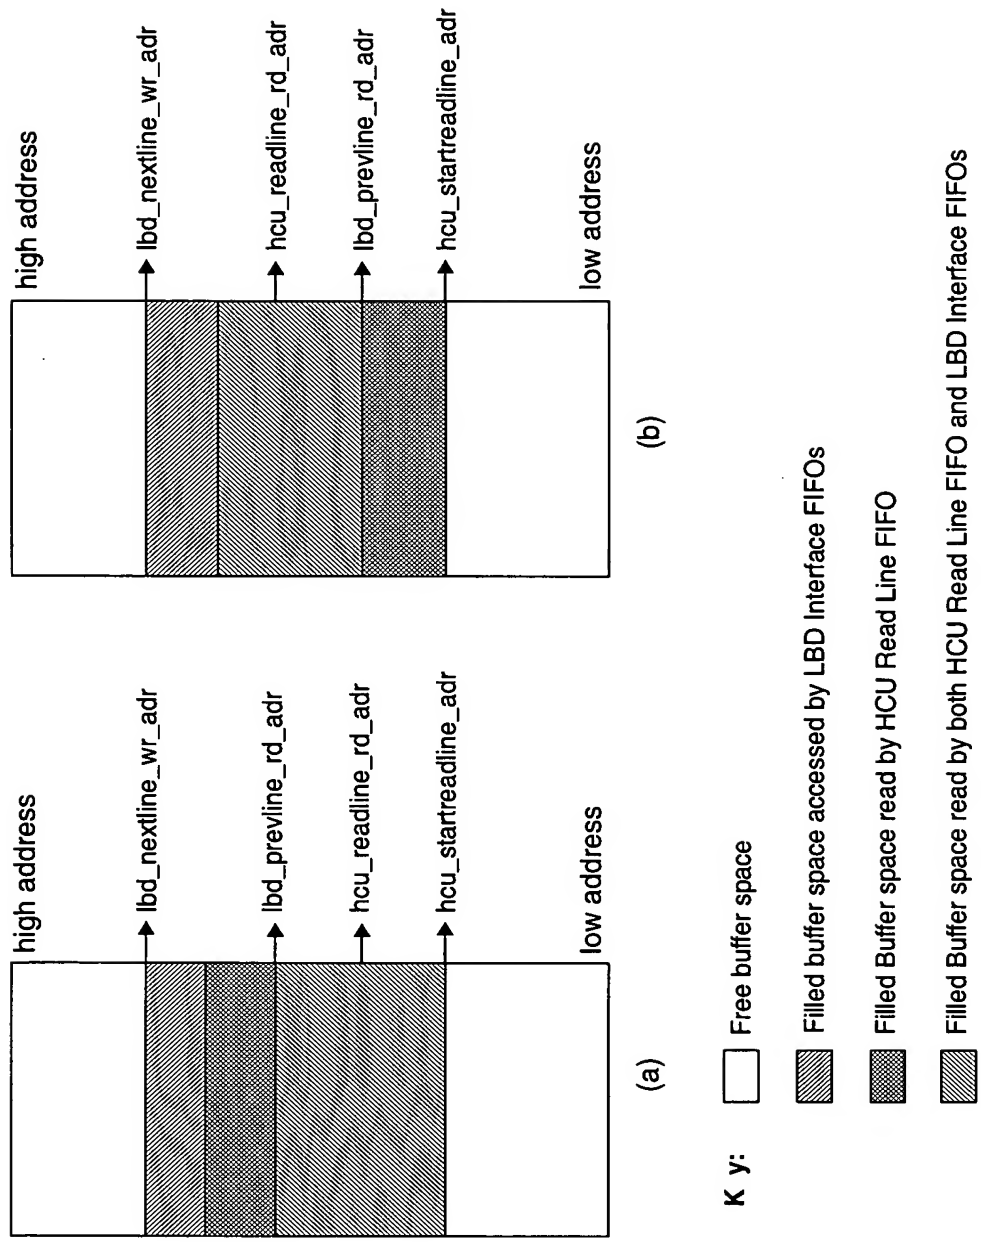 high address
lbd_nextline_wr_adr
lbd_prevline_rd_adr
hcu_readline_rd_adr
hcu_startreadline_adr
low address
(a)
high address
lbd_nextline_wr_adr
hcu_readline_rd_adr
lbd_prevline_rd_adr
hcu_startreadline_adr
low address
(b)
K y:
Free buffer space
Filled buffer space accessed by LBD Interface FIFOs
Filled Buffer space read by HCU Read Line FIFO
Filled Buffer space read by both HCU Read Line FIFO and LBD Interface FIFOs